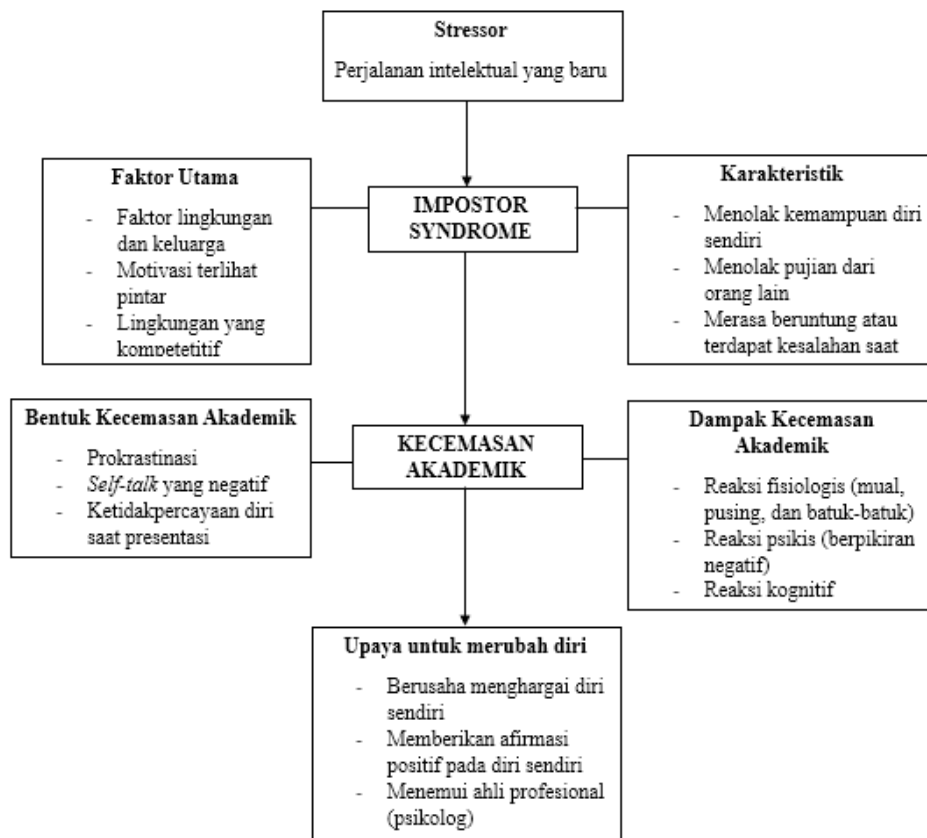 Stressor
Perjalanan intelektual yang baru
Faktor Utama
- Faktor lingkungan
dan keluarga
- Motivasi terlihat
pintar
- Lingkungan yang
kompetetitif
IMPOSTOR
SYNDROME
Karakteristik
- Menolak kemampuan diri
sendiri
- Menolak pujian dari
orang lain
- Merasa beruntung atau
terdapat kesalahan saat
Bentuk Kecemasan Akademik
- Prokrastinasi
- Self-talk yang negatif
- Ketidakpercayaan diri
saat presentasi
KECEMASAN
AKADEMIK
Dampak Kecemasan
Akademik
- Reaksi fisiologis (mual,
pusing, dan batuk-batuk)
- Reaksi psikis (berpikiran
negatif)
- Reaksi kognitif
Upaya untuk merubah diri
- Berusaha menghargai diri
sendiri
- Memberikan afirmasi
positif pada diri sendiri
- Menemui ahli profesional
(psikolog)